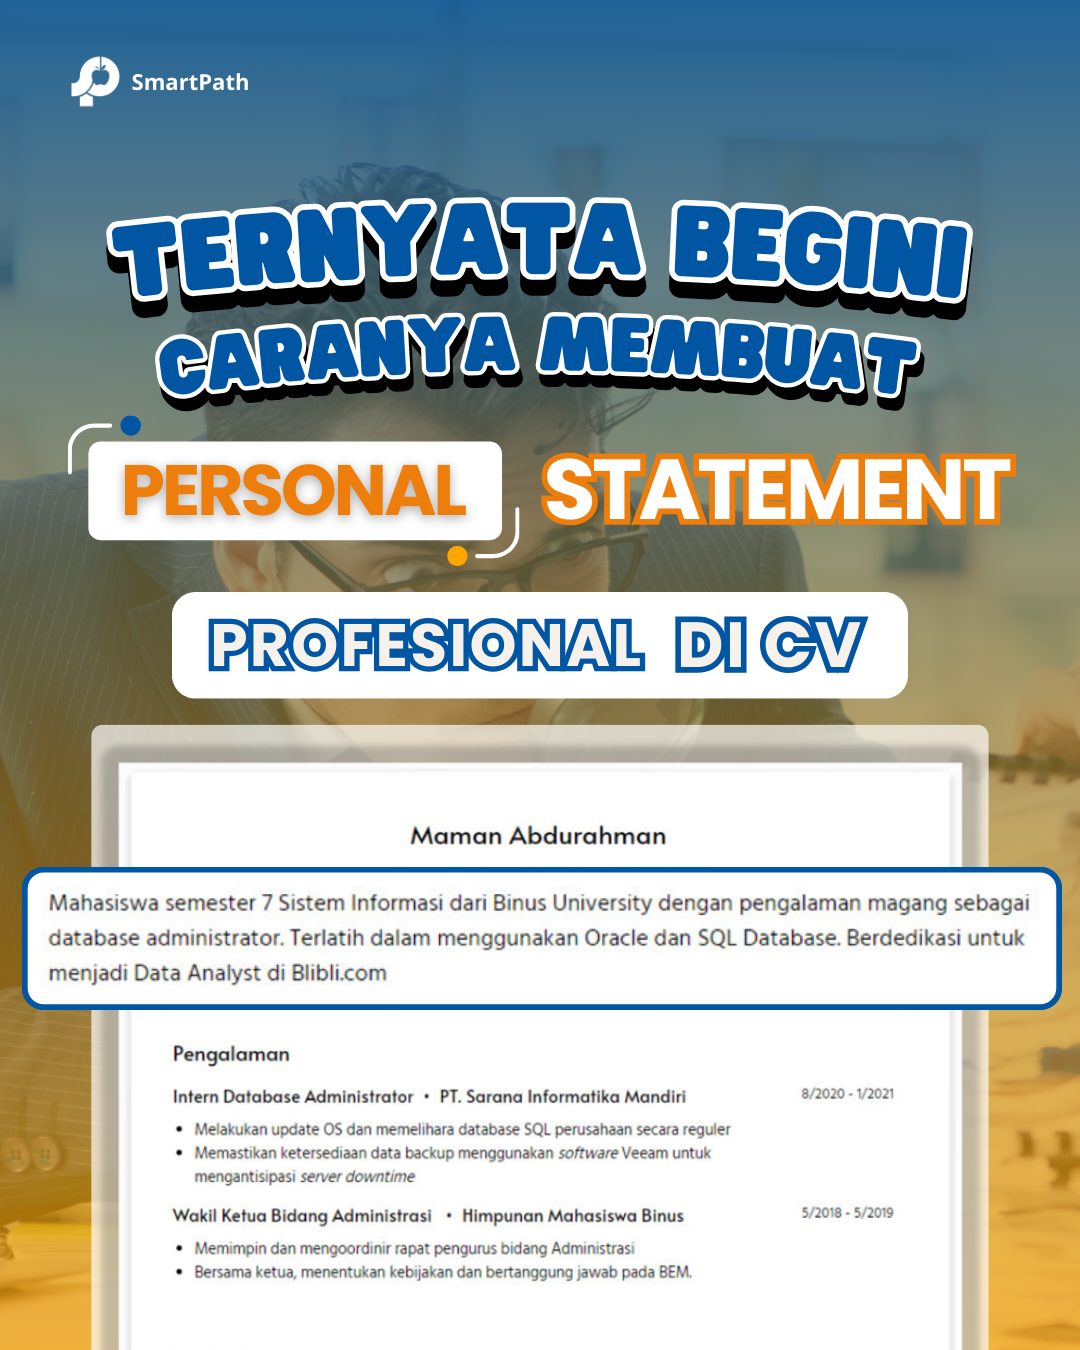 SmartPath
TERNYATA BEGINI
CARANYA MEMBUAT
PERSONAL STATEMENT
PROFESIONAL DI CV
Maman Abdurahman
Mahasiswa semester 7 Sistem Informasi dari Binus University dengan pengalaman magang sebagai
database administrator. Terlatih dalam menggunakan Oracle dan SQL Database. Berdedikasi untuk
menjadi Data Analyst di Blibli.com
Pengalaman
Intern Database Administrator • PT. Sarana Informatika Mandiri 8/2020 - 1/2021
• Melakukan update OS dan memelihara database SQL perusahaan secara reguler
• Memastikan ketersediaan data backup menggunakan software Veeam untuk
mengantisipasi server downtime
Wakil Ketua Bidang Administrasi • Himpunan Mahasiswa Binus 5/2018 - 5/2019
• Memimpin dan mengoordinir rapat pengurus bidang Administrasi
• Bersama ketua, menentukan kebijakan dan bertanggung jawab pada BEM.